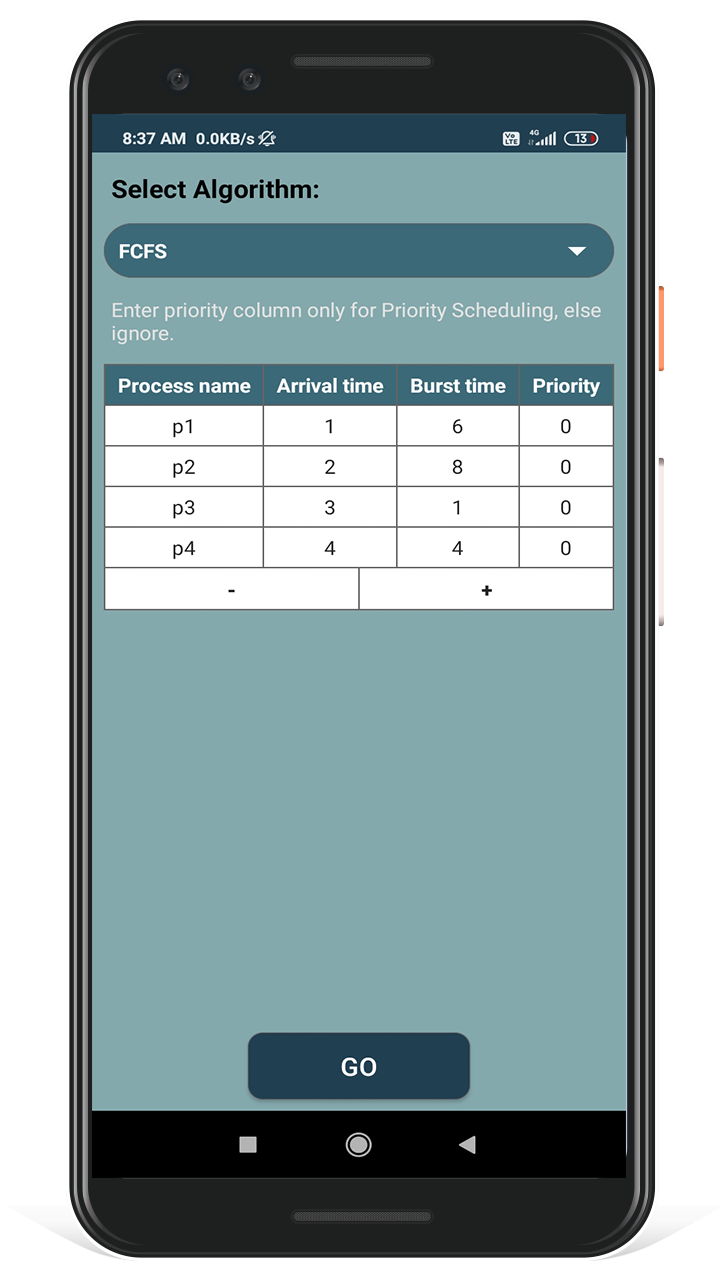 8:37 AM 0.0KB/s Vo LTE 4G 13
Select Algorithm:
FCFS
Enter priority column only for Priority Scheduling, else
ignore.
Process name Arrival time Burst time Priority
p1 1 6 0
p2 2 8 0
p3 3 1 0
p4 4 4 0
- +
GO